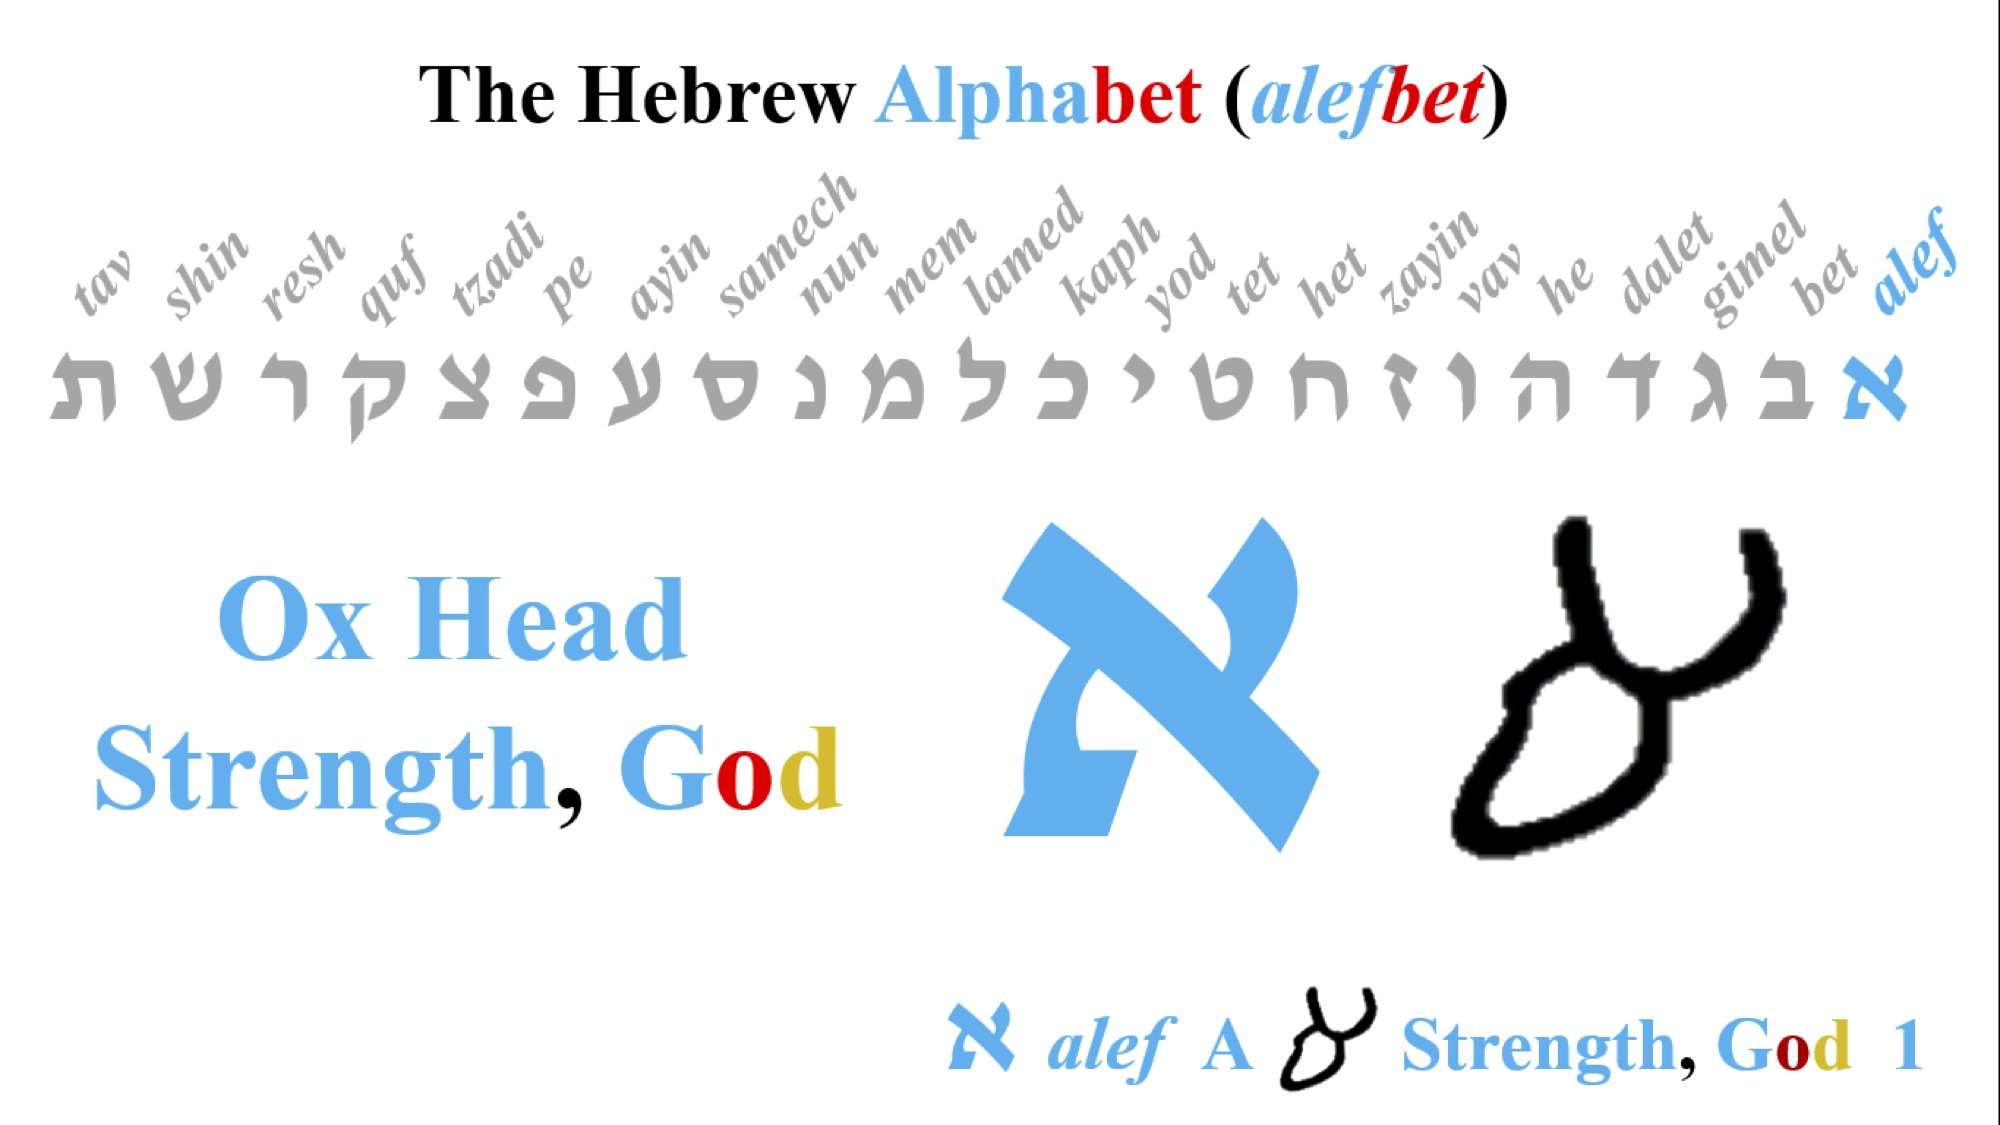 The Hebrew Alphabet (alefbet)
tav shin resh quf tzadi pe ayin samech nun mem lamed kaph yod tet het zayin vav he dalet gimel bet alef
א ב ג ד ה ו ז ח ט י כ ל מ נ ס ע פ צ ק ר ש ת
Ox Head
Strength, God
א
א alef A Strength, God 1